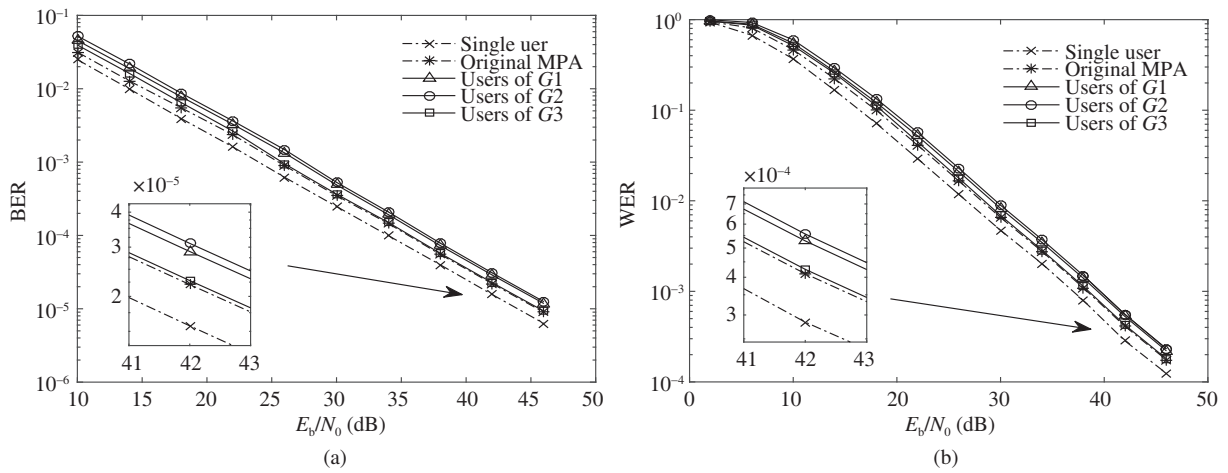 10⁻¹
10⁻²
10⁻³
10⁻⁴
10⁻⁵
10⁻⁶
BER
Single uer
Original MPA
Users of G1
Users of G2
Users of G3
×10⁻⁵
4
3
2
41 42 43
10 15 20 25 30 35 40 45 50
E_b/N_0 (dB)
(a)
10⁰
10⁻¹
10⁻²
10⁻³
10⁻⁴
WER
Single uer
Original MPA
Users of G1
Users of G2
Users of G3
×10⁻⁴
7
6
5
4
3
41 42 43
0 10 20 30 40 50
E_b/N_0 (dB)
(b)